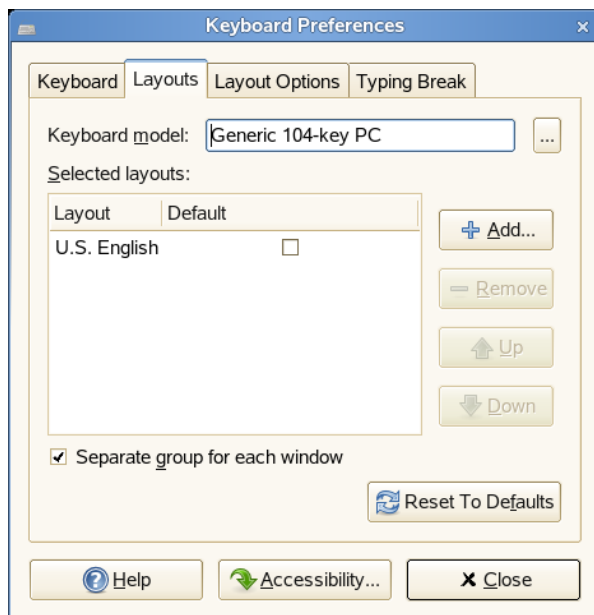 Keyboard Preferences
Keyboard Layouts Layout Options Typing Break
Keyboard model: Generic 104-key PC ...
Selected layouts:
Layout Default
U.S. English
Add...
Remove
Up
Down
Separate group for each window
Reset To Defaults
Help Accessibility... Close